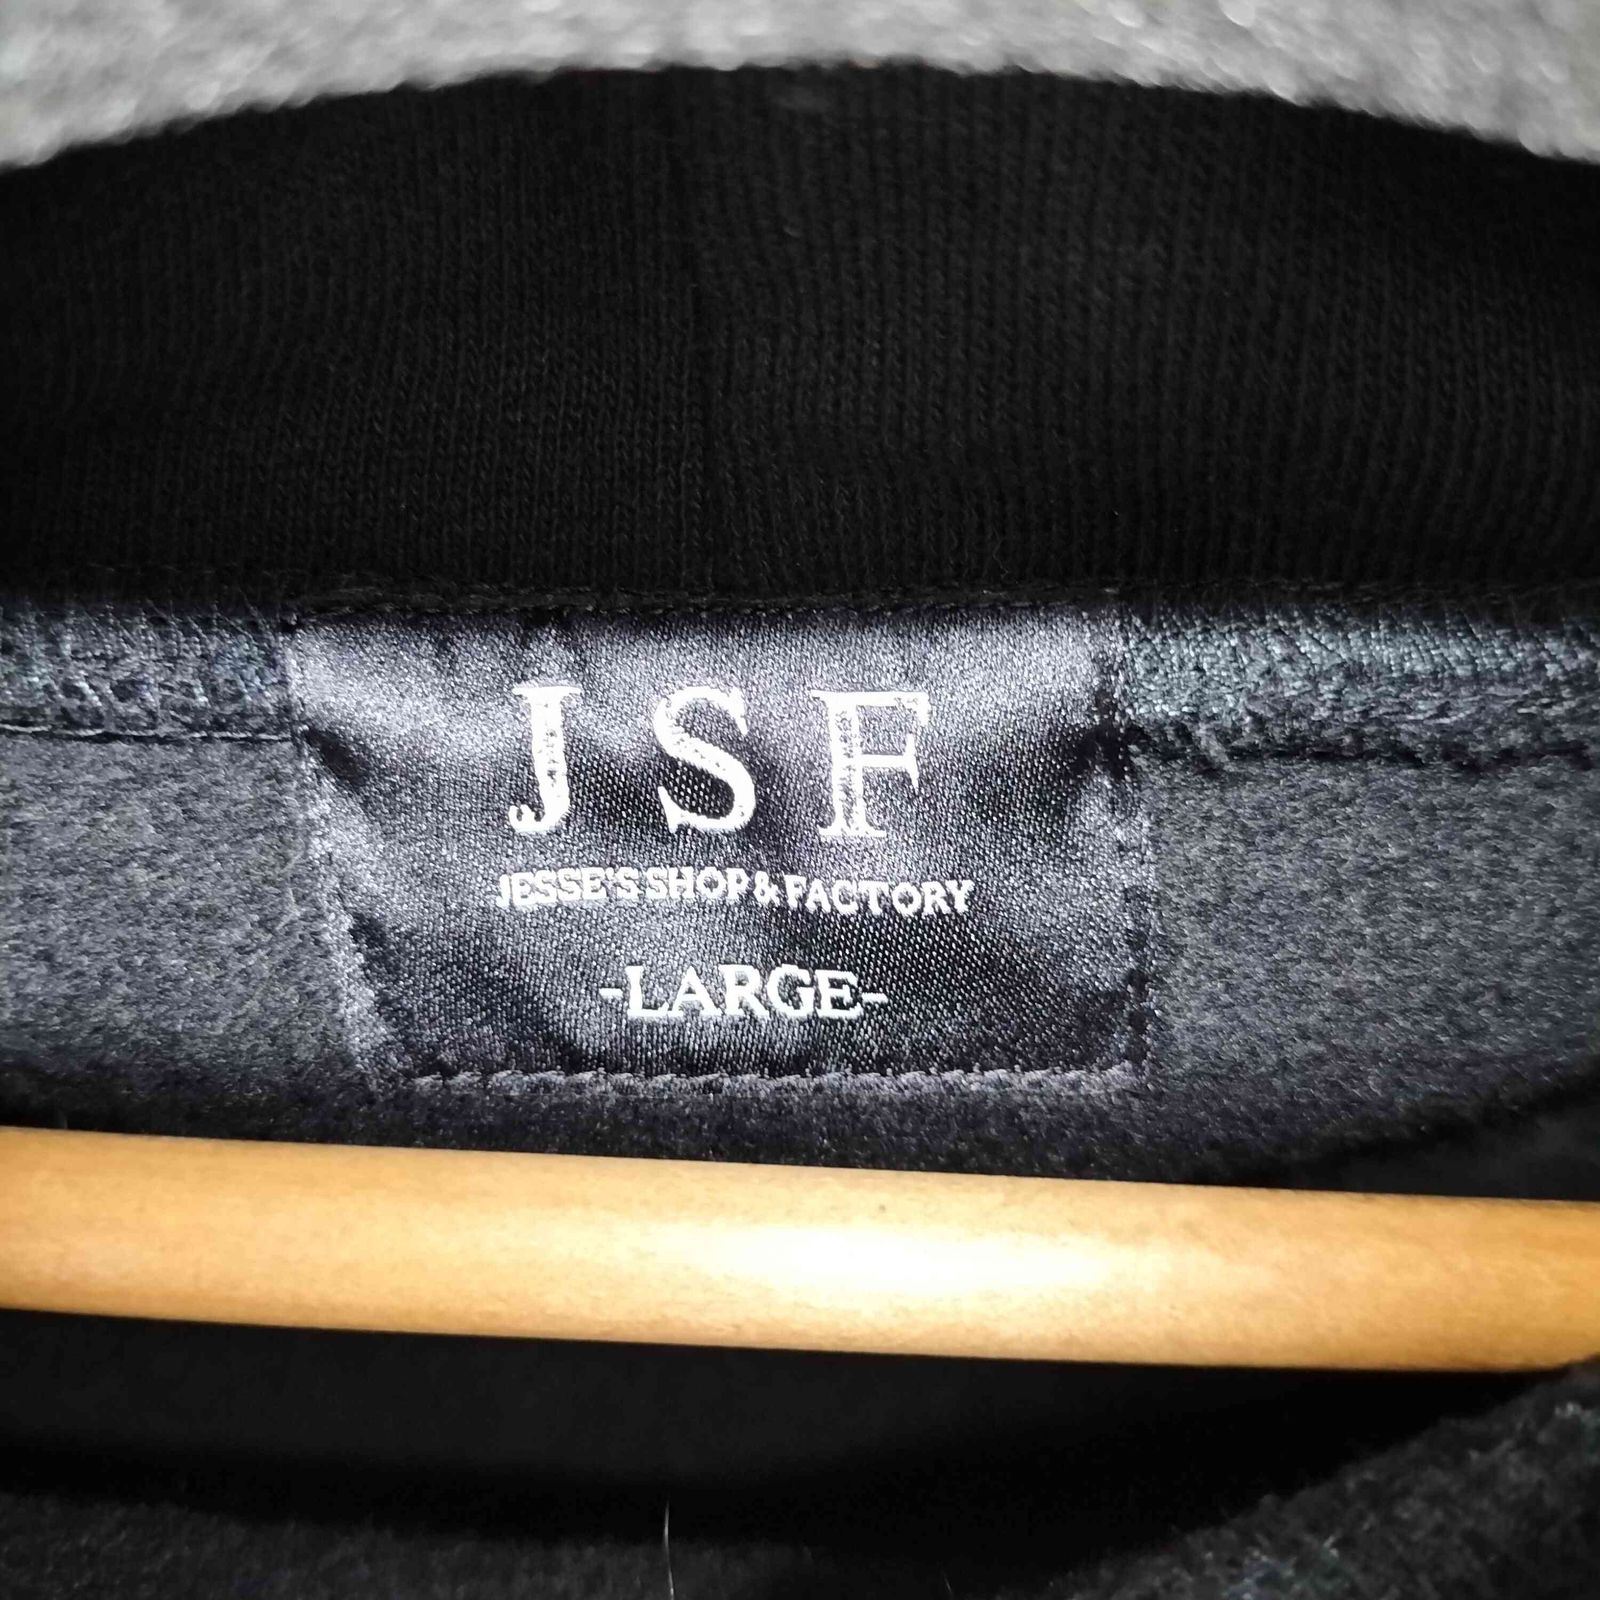 JSF
JESSE'S SHOP & FACTORY
-LARGE-